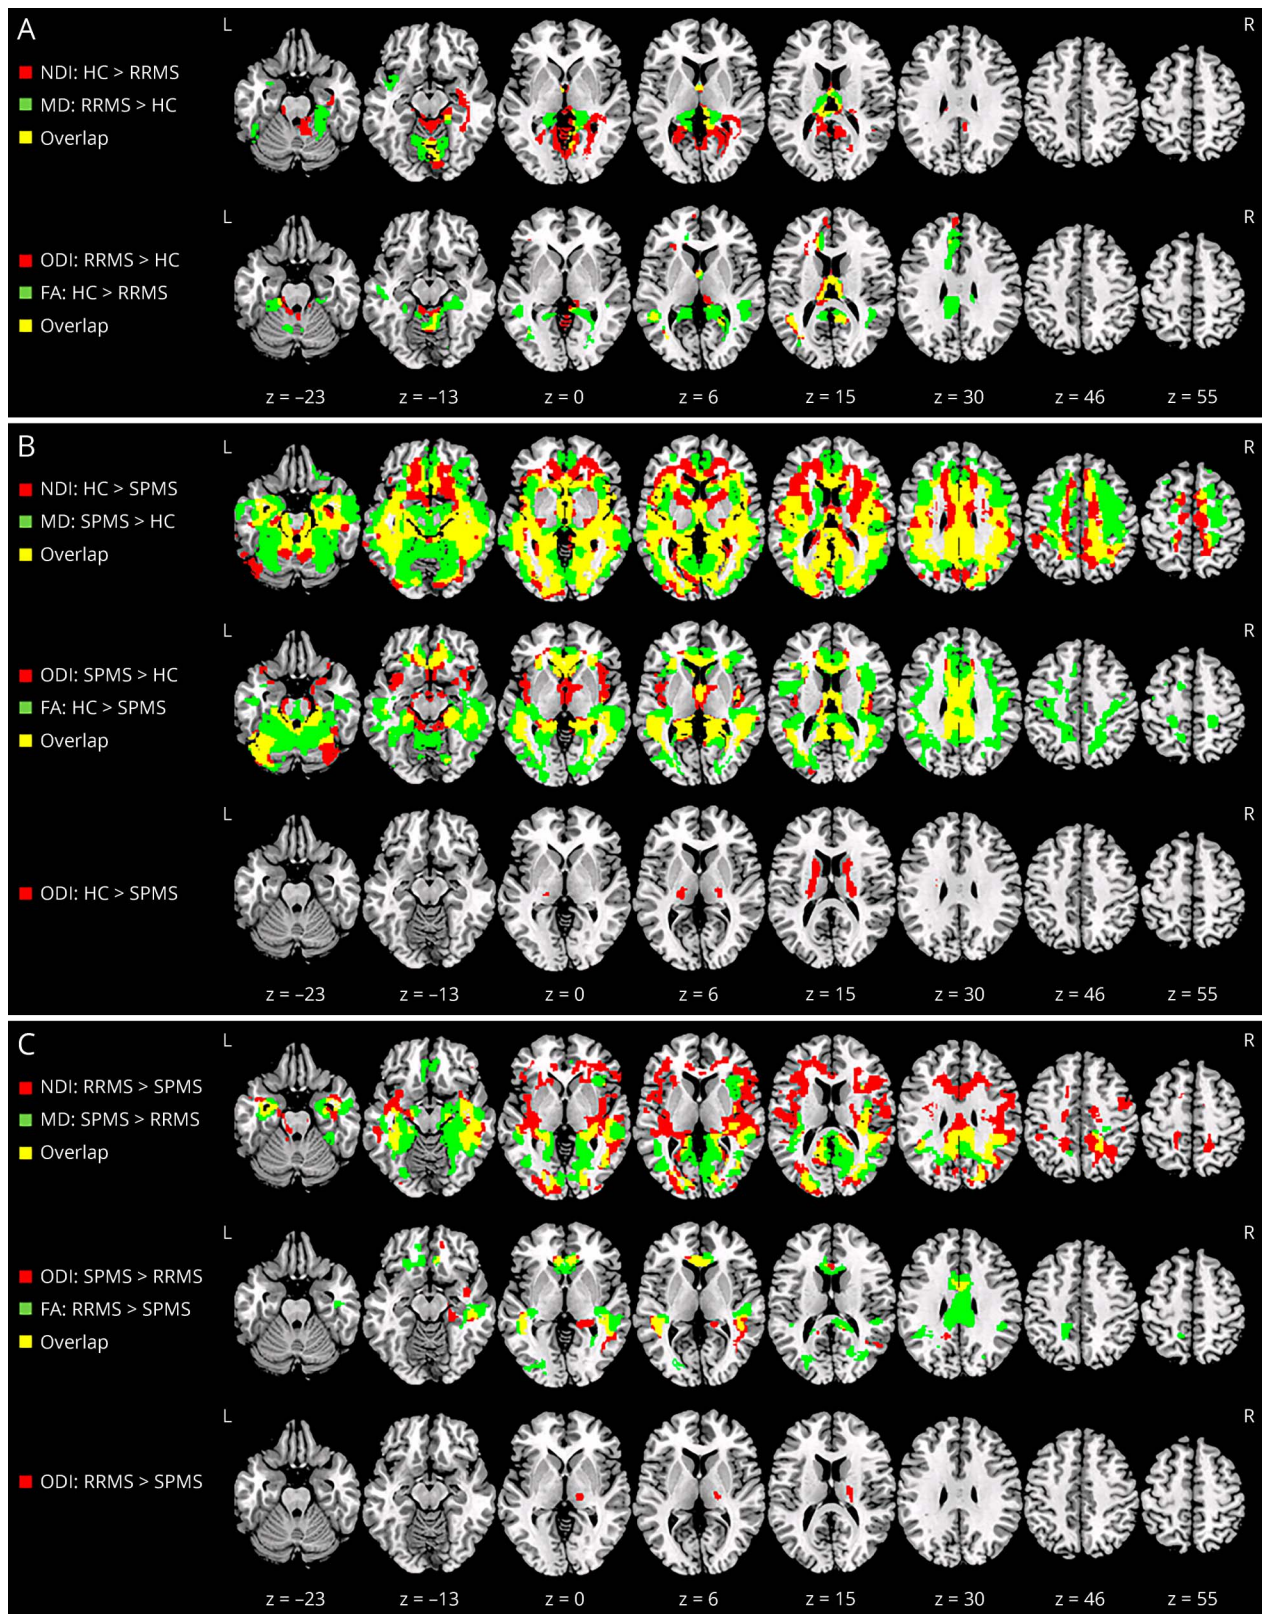 A
L
R
NDI: HC > RRMS
MD: RRMS > HC
Overlap
L
R
ODI: RRMS > HC
FA: HC > RRMS
Overlap
z = –23 z = –13 z = 0 z = 6 z = 15 z = 30 z = 46 z = 55
B
L
R
NDI: HC > SPMS
MD: SPMS > HC
Overlap
L
R
ODI: SPMS > HC
FA: HC > SPMS
Overlap
L
R
ODI: HC > SPMS
z = –23 z = –13 z = 0 z = 6 z = 15 z = 30 z = 46 z = 55
C
L
R
NDI: RRMS > SPMS
MD: SPMS > RRMS
Overlap
L
R
ODI: SPMS > RRMS
FA: RRMS > SPMS
Overlap
L
R
ODI: RRMS > SPMS
z = –23 z = –13 z = 0 z = 6 z = 15 z = 30 z = 46 z = 55